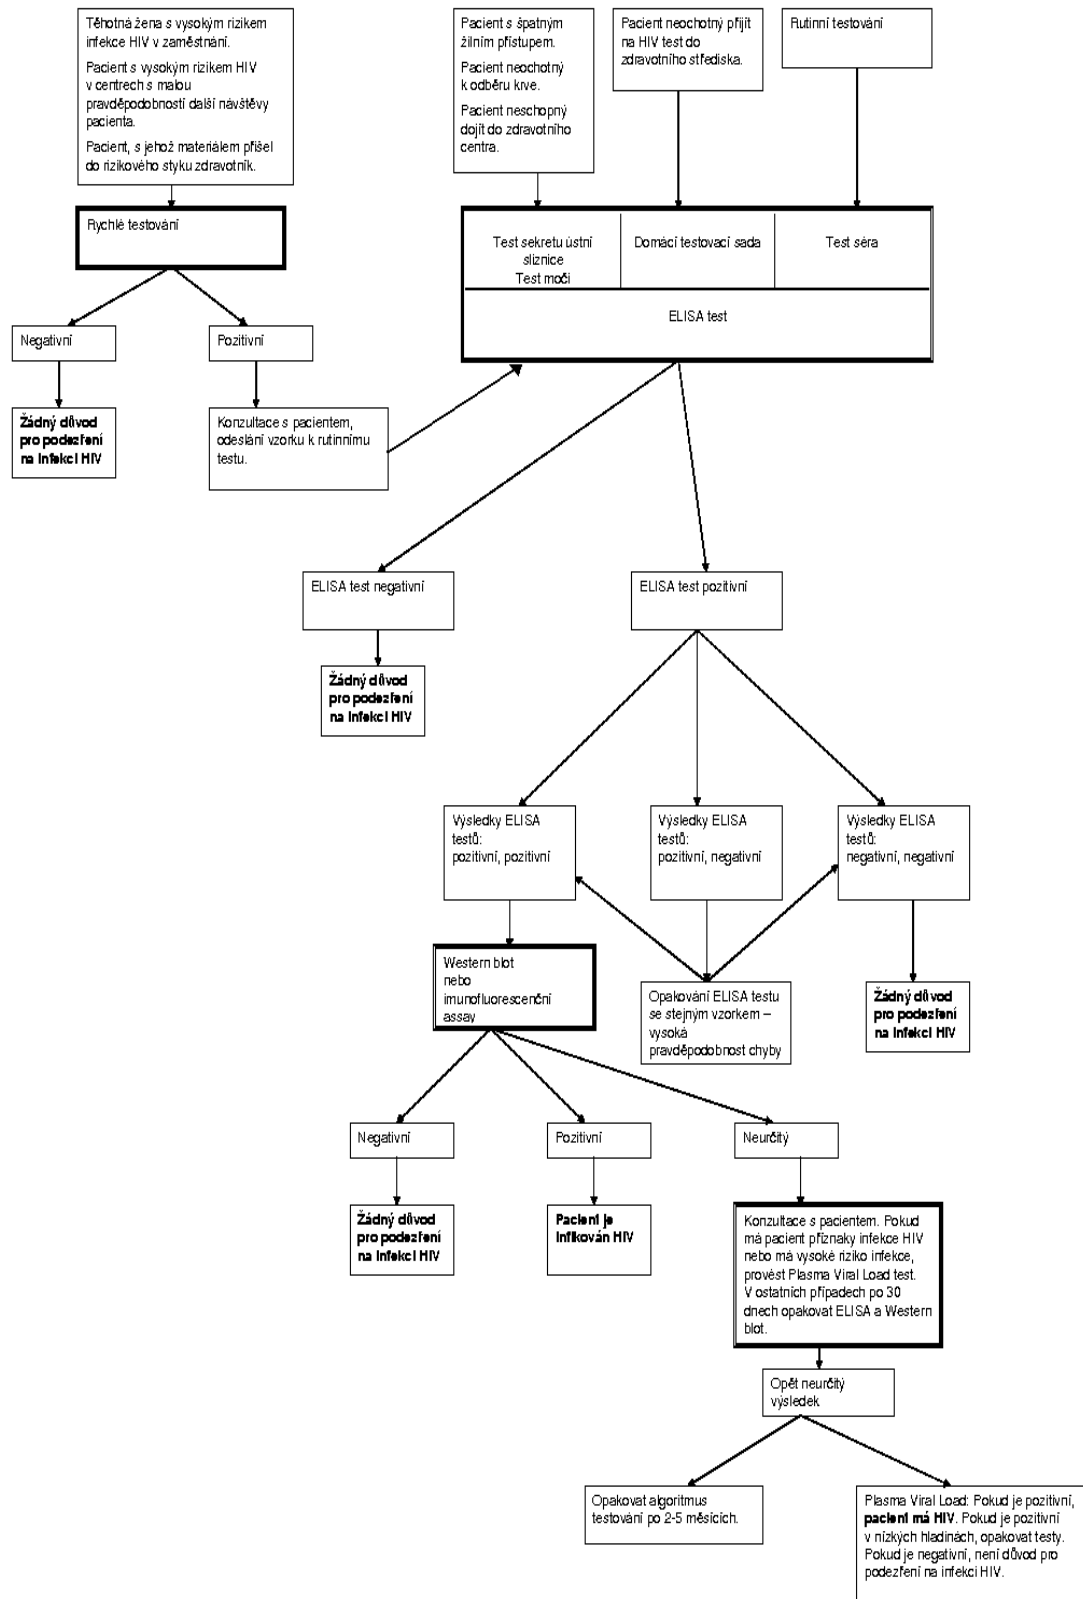 Těhotná žena s vysokým rizikem
infekce HIV v zaměstnání.
Pacient s vysokým rizikem HIV
v centrech s malou
pravděpodobností další návštěvy
pacienta.
Pacient, s jehož materiálem přišel
do rizikového styku zdravotník.
Pacient s špatným
žilním přístupem.
Pacient neochotný
k odběru krve.
Pacient neschopný
dojít do zdravotního
centra.
Pacient neochotný přijít
na HIV test do
zdravotního střediska.
Rutinní testování
Rychlé testování
Test sekretu ústní
sliznice
Test moči
Domácí testovací sada
Test séra
ELISA test
Negativní
Pozitivní
Žádný důvod
pro podezření
na infekci HIV
Konzultace s pacientem,
odeslání vzorku k rutinnímu
testu.
ELISA test negativní
ELISA test pozitivní
Žádný důvod
pro podezření
na infekci HIV
Výsledky ELISA
testů:
pozitivní, pozitivní
Výsledky ELISA
testů:
pozitivní, negativní
Výsledky ELISA
testů:
negativní, negativní
Western blot
nebo
imunofluorescenční
assay
Opakování ELISA testu
se stejným vzorkem –
vysoká
pravděpodobnost chyby
Žádný důvod
pro podezření
na infekci HIV
Negativní
Pozitivní
Neurčitý
Žádný důvod
pro podezření
na infekci HIV
Pacient je
infikován HIV
Konzultace s pacientem. Pokud
má pacient příznaky infekce HIV
nebo má vysoké riziko infekce,
provést Plasma Viral Load test.
V ostatních případech po 30
dnech opakovat ELISA a Western
blot.
Opět neurčitý
výsledek
Opakovat algoritmus
testování po 2-5 měsících.
Plasma Viral Load: Pokud je pozitivní,
pacient má HIV. Pokud je pozitivní
v nízkých hladinách, opakovat testy.
Pokud je negativní, není důvod pro
podezření na infekci HIV.